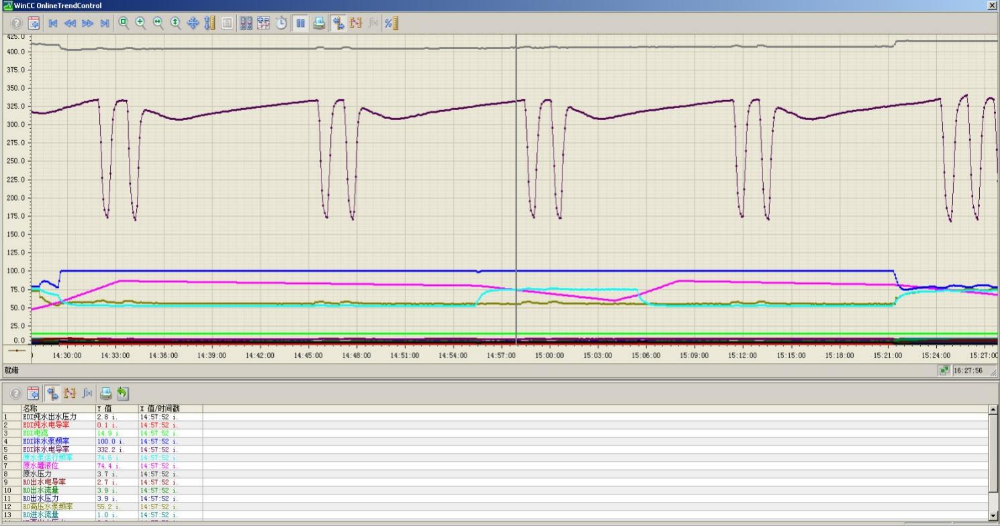 WinCC OnlineTrendControl
425.0
400.0
375.0
350.0
325.0
300.0
275.0
250.0
225.0
200.0
175.0
150.0
125.0
100.0
75.0
50.0
25.0
0.0
14:30:00 14:33:00 14:36:00 14:39:00 14:42:00 14:45:00 14:48:00 14:51:00 14:54:00 14:57:00 15:00:00 15:03:00 15:06:00 15:09:00 15:12:00 15:15:00 15:18:00 15:21:00 15:24:00 15:27:00
就绪 16:27:56
名称 Y 值 X 值/时间戳
1 EDI纯水出水压力 2.8 i. 14:57:52 i.
2 EDI纯水电导率 0.1 i. 14:57:52 i.
3 EDI电流 14.9 i. 14:57:52 i.
4 EDI浓水泵频率 100.0 i. 14:57:52 i.
5 EDI浓水电导率 332.2 i. 14:57:52 i.
6 原水泵运行频率 74.6 i. 14:57:52 i.
7 原水罐液位 74.4 i. 14:57:52 i.
8 原水压力 3.7 i. 14:57:52 i.
9 RO出水电导率 2.7 i. 14:57:52 i.
10 RO出水流量 3.9 i. 14:57:52 i.
11 RO出水压力 3.9 i. 14:57:52 i.
12 RO高压水泵频率 55.2 i. 14:57:52 i.
13 RO进水流量 1.0 i. 14:57:52 i.